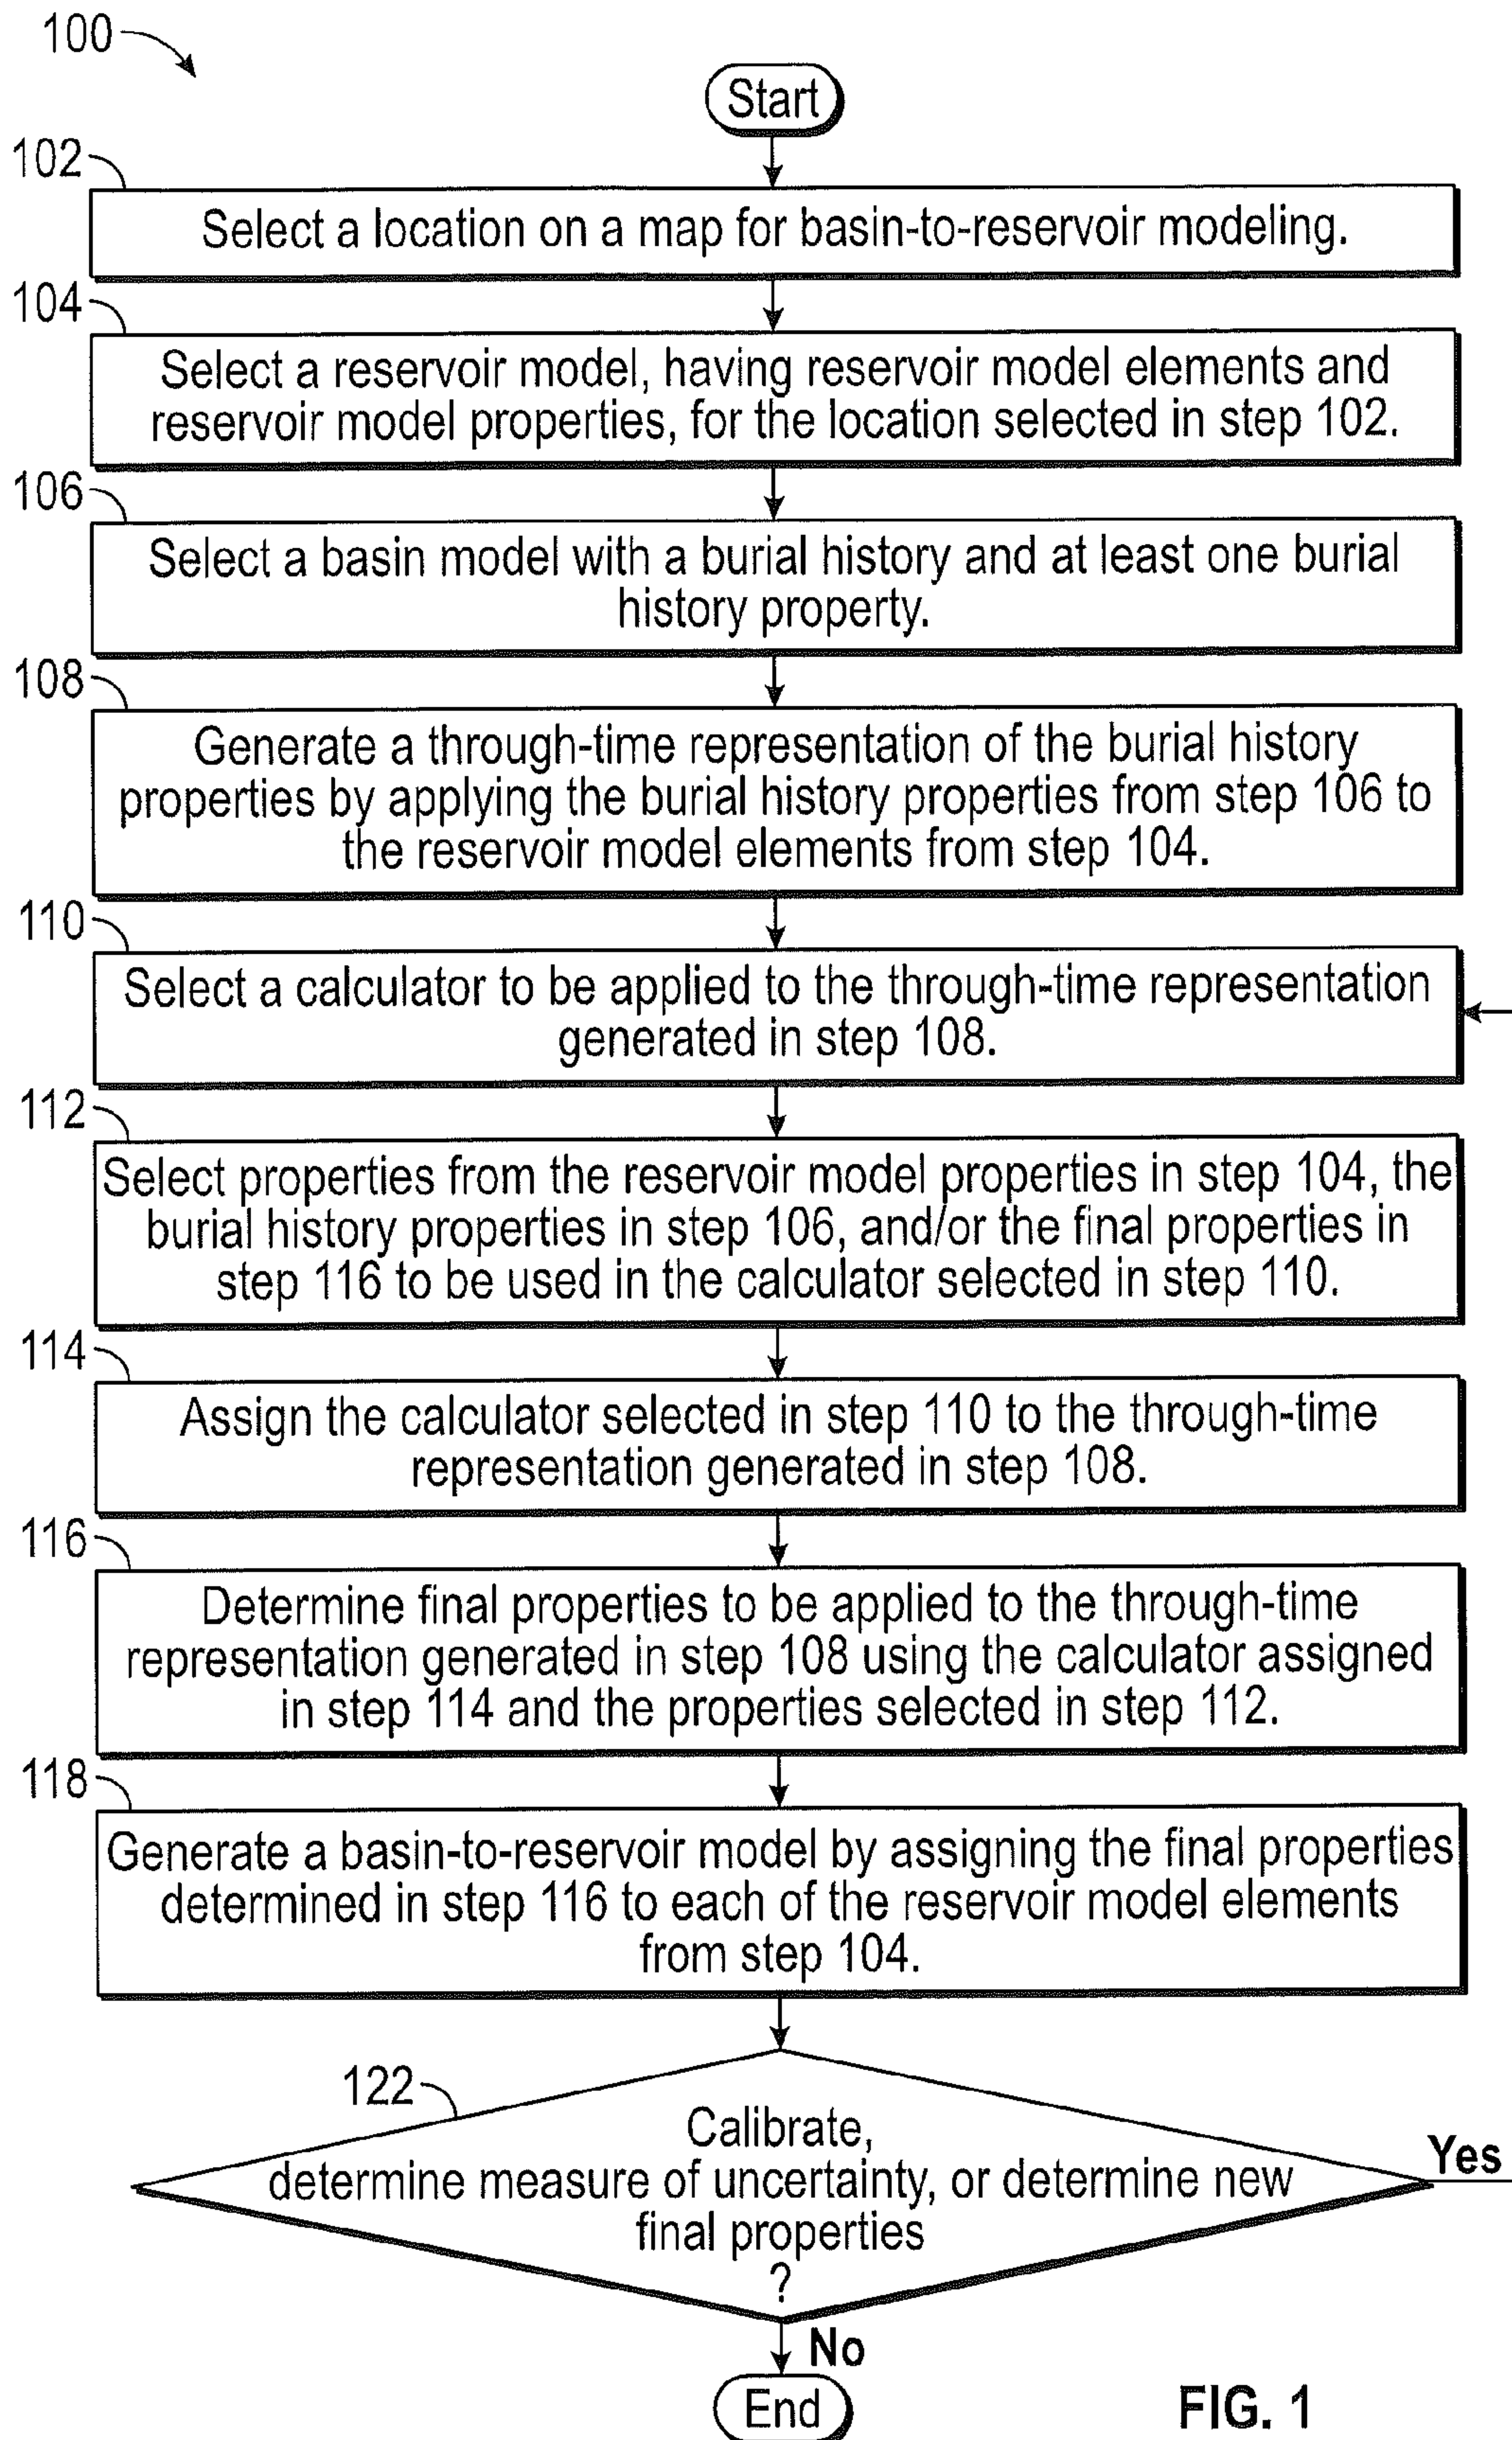 100
Start
102
Select a location on a map for basin-to-reservoir modeling.
104
Select a reservoir model, having reservoir model elements and
reservoir model properties, for the location selected in step 102.
106
Select a basin model with a burial history and at least one burial
history property.
108
Generate a through-time representation of the burial history
properties by applying the burial history properties from step 106 to
the reservoir model elements from step 104.
110
Select a calculator to be applied to the through-time representation
generated in step 108.
112
Select properties from the reservoir model properties in step 104, the
burial history properties in step 106, and/or the final properties in
step 116 to be used in the calculator selected in step 110.
114
Assign the calculator selected in step 110 to the through-time
representation generated in step 108.
116
Determine final properties to be applied to the through-time
representation generated in step 108 using the calculator assigned
in step 114 and the properties selected in step 112.
118
Generate a basin-to-reservoir model by assigning the final properties
determined in step 116 to each of the reservoir model elements
from step 104.
122
Calibrate,
determine measure of uncertainty, or determine new
final properties
?
Yes
No
End
FIG. 1